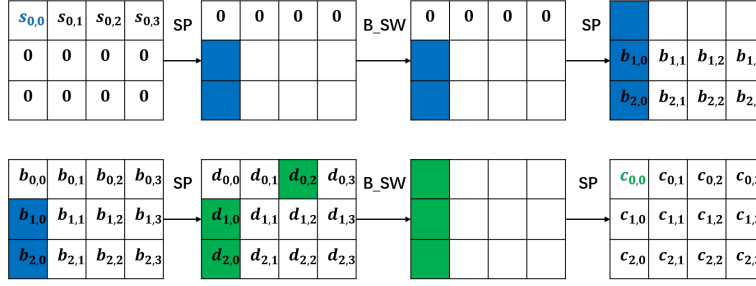 s0,0 s0,1 s0,2 s0,3 SP 0 0 0 0 B_SW 0 0 0 0 SP
0 0 0 0 b1,0 b1,1 b1,2
0 0 0 0 b2,0 b2,1 b2,2
b0,0 b0,1 b0,2 b0,3 SP d0,0 d0,1 d0,2 d0,3 B_SW SP c0,0 c0,1 c0,2
b1,0 b1,1 b1,2 b1,3 d1,0 d1,1 d1,2 d1,3 c1,0 c1,1 c1,2
b2,0 b2,1 b2,2 b2,3 d2,0 d2,1 d2,2 d2,3 c2,0 c2,1 c2,2